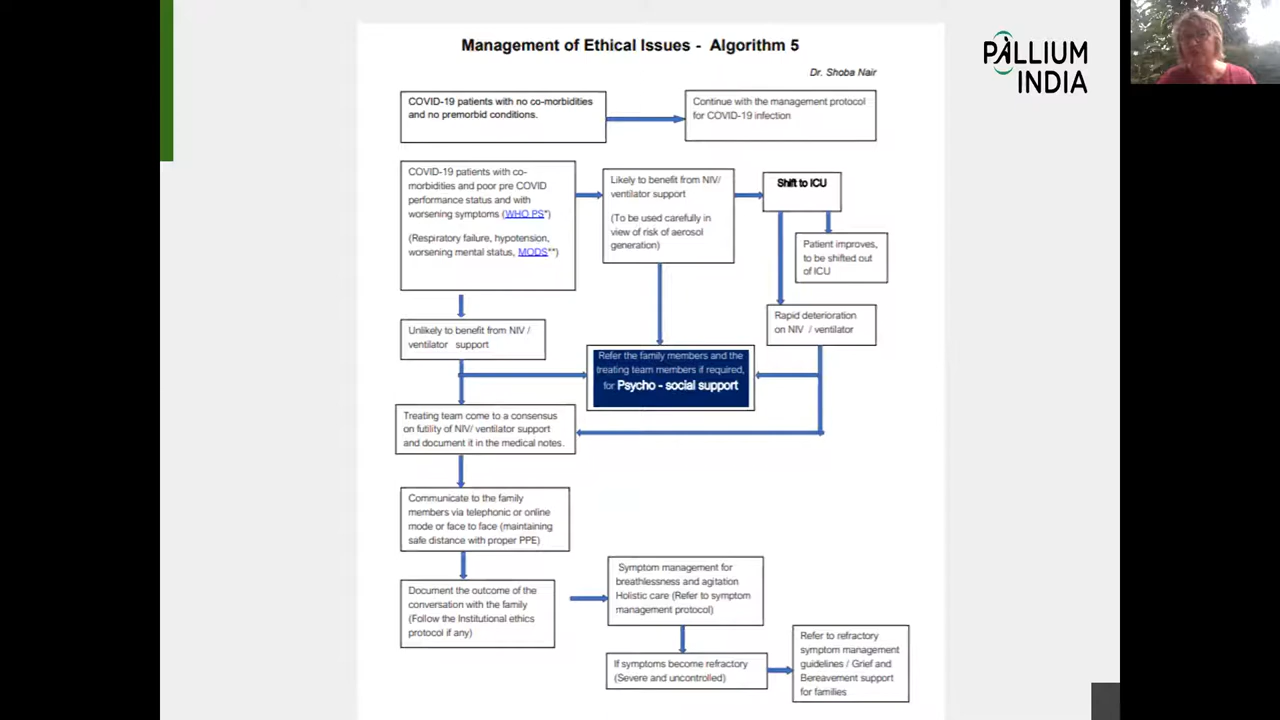 Management of Ethical Issues - Algorithm 5
PALLIUM
INDIA
Dr. Shoba Nair
COVID-19 patients with no co-morbidities
and no premorbid conditions.
Continue with the management protocol
for COVID-19 infection
COVID-19 patients with co-
morbidities and poor pre COVID
performance status and with
worsening symptoms (WHO PS*)
(Respiratory failure, hypotension,
worsening mental status, MODS**)
Likely to benefit from NIV/
ventilator support
(To be used carefully in
view of risk of aerosol
generation)
Shift to ICU
Patient improves,
to be shifted out
of ICU
Rapid deterioration
on NIV / ventilator
Unlikely to benefit from NIV /
ventilator support
Refer the family members and the
treating team members if required,
for Psycho - social support
Treating team come to a consensus
on futility of NIV/ ventilator support
and document it in the medical notes.
Communicate to the family
members via telephonic or online
mode or face to face (maintaining
safe distance with proper PPE)
Document the outcome of the
conversation with the family
(Follow the Institutional ethics
protocol if any)
Symptom management for
breathlessness and agitation
Holistic care (Refer to symptom
management protocol)
If symptoms become refractory
(Severe and uncontrolled)
Refer to refractory
symptom management
guidelines / Grief and
Bereavement support
for families